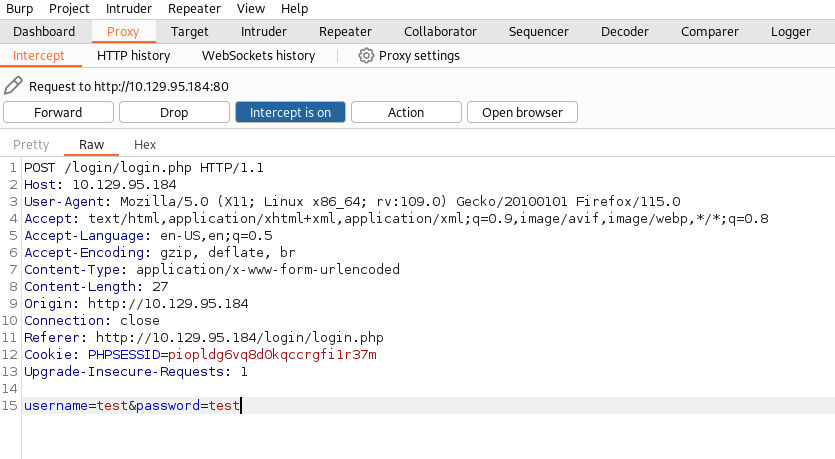 Burp Project Intruder Repeater View Help
Dashboard Proxy Target Intruder Repeater Collaborator Sequencer Decoder Comparer Logger
Intercept HTTP history WebSockets history Proxy settings
Request to http://10.129.95.184:80
Forward Drop Intercept is on Action Open browser
Pretty Raw Hex
1 POST /login/login.php HTTP/1.1
2 Host: 10.129.95.184
3 User-Agent: Mozilla/5.0 (X11; Linux x86_64; rv:109.0) Gecko/20100101 Firefox/115.0
4 Accept: text/html,application/xhtml+xml,application/xml;q=0.9,image/avif,image/webp,*/*;q=0.8
5 Accept-Language: en-US,en;q=0.5
6 Accept-Encoding: gzip, deflate, br
7 Content-Type: application/x-www-form-urlencoded
8 Content-Length: 27
9 Origin: http://10.129.95.184
10 Connection: close
11 Referer: http://10.129.95.184/login/login.php
12 Cookie: PHPSESSID=piopldg6vq8d0kqccrgfi1r37m
13 Upgrade-Insecure-Requests: 1
14
15 username=test&password=test